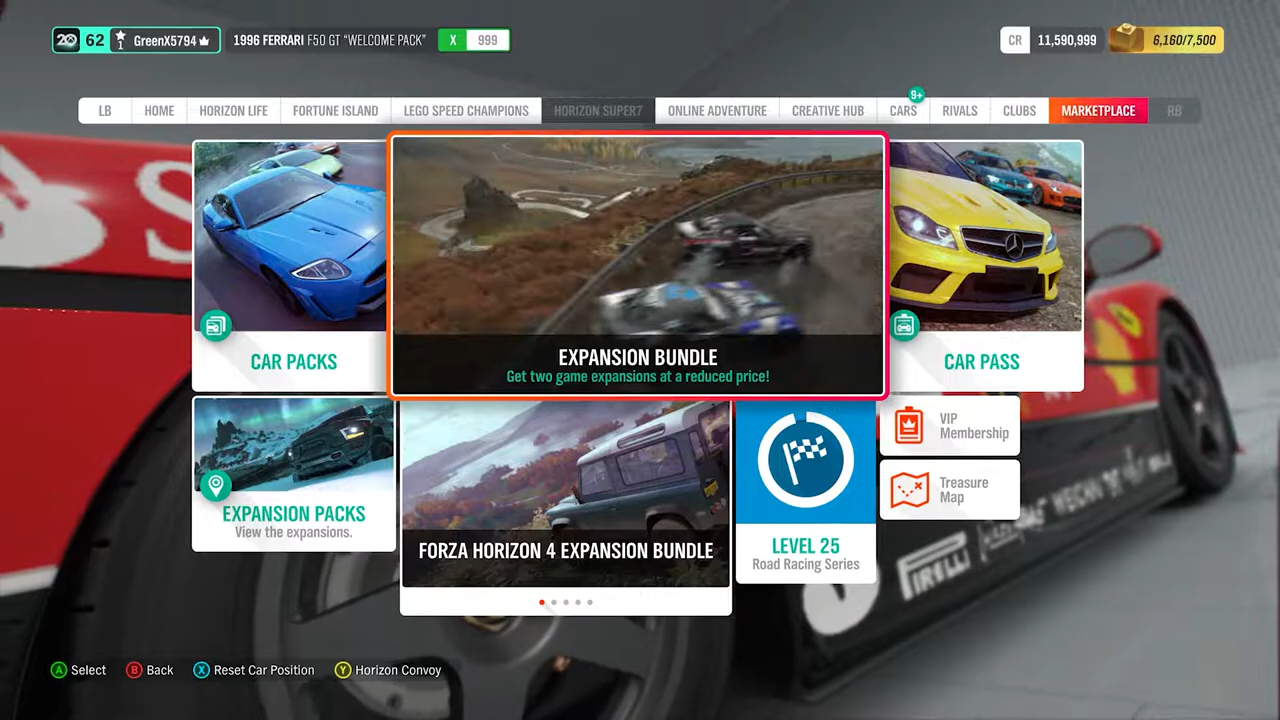 20 62 1 GreenX5794
1996 FERRARI F50 GT "WELCOME PACK" X 999
CR 11,590,999
6,160/7,500
9+
LB HOME HORIZON LIFE FORTUNE ISLAND LEGO SPEED CHAMPIONS HORIZON SUPER7 ONLINE ADVENTURE CREATIVE HUB CARS RIVALS CLUBS MARKETPLACE RB
S
CAR PACKS
EXPANSION BUNDLE
Get two game expansions at a reduced price!
CAR PASS
EXPANSION PACKS
View the expansions.
FORZA HORIZON 4 EXPANSION BUNDLE
LEVEL 25
Road Racing Series
VIP
Membership
Treasure
Map
PIRELLI
A Select B Back X Reset Car Position Y Horizon Convoy